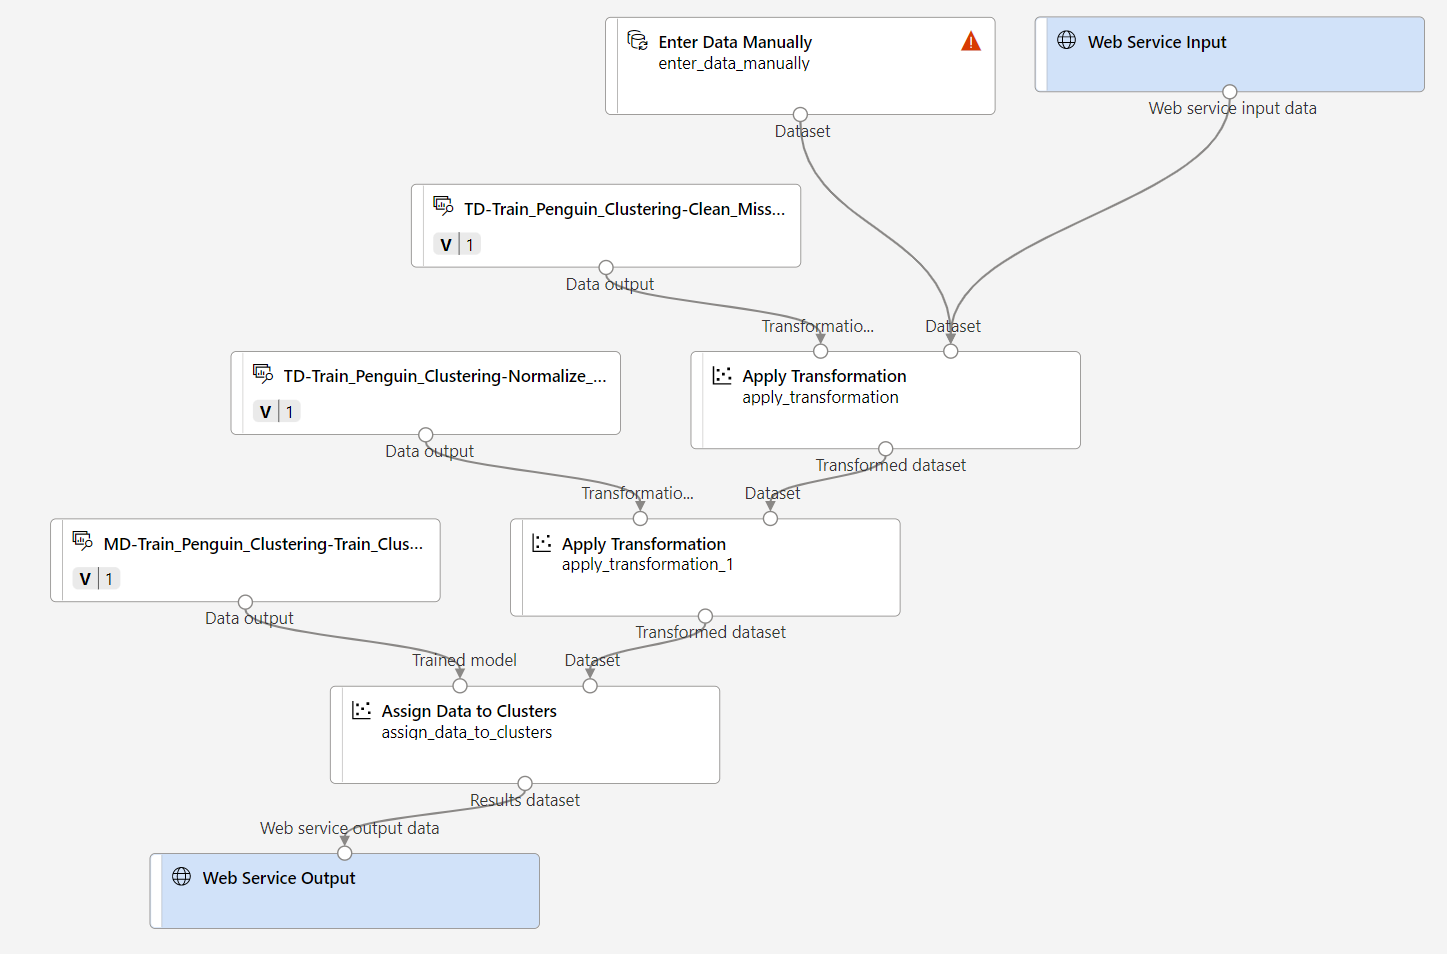 Enter Data Manually
enter_data_manually
Web Service Input
Dataset
Web service input data
TD-Train_Penguin_Clustering-Clean_Miss...
V 1
Data output
Transformatio...
Dataset
TD-Train_Penguin_Clustering-Normalize_...
V 1
Apply Transformation
apply_transformation
Data output
Transformed dataset
Transformatio...
Dataset
MD-Train_Penguin_Clustering-Train_Clus...
V 1
Apply Transformation
apply_transformation_1
Data output
Transformed dataset
Trained model
Dataset
Assign Data to Clusters
assign_data_to_clusters
Results dataset
Web service output data
Web Service Output